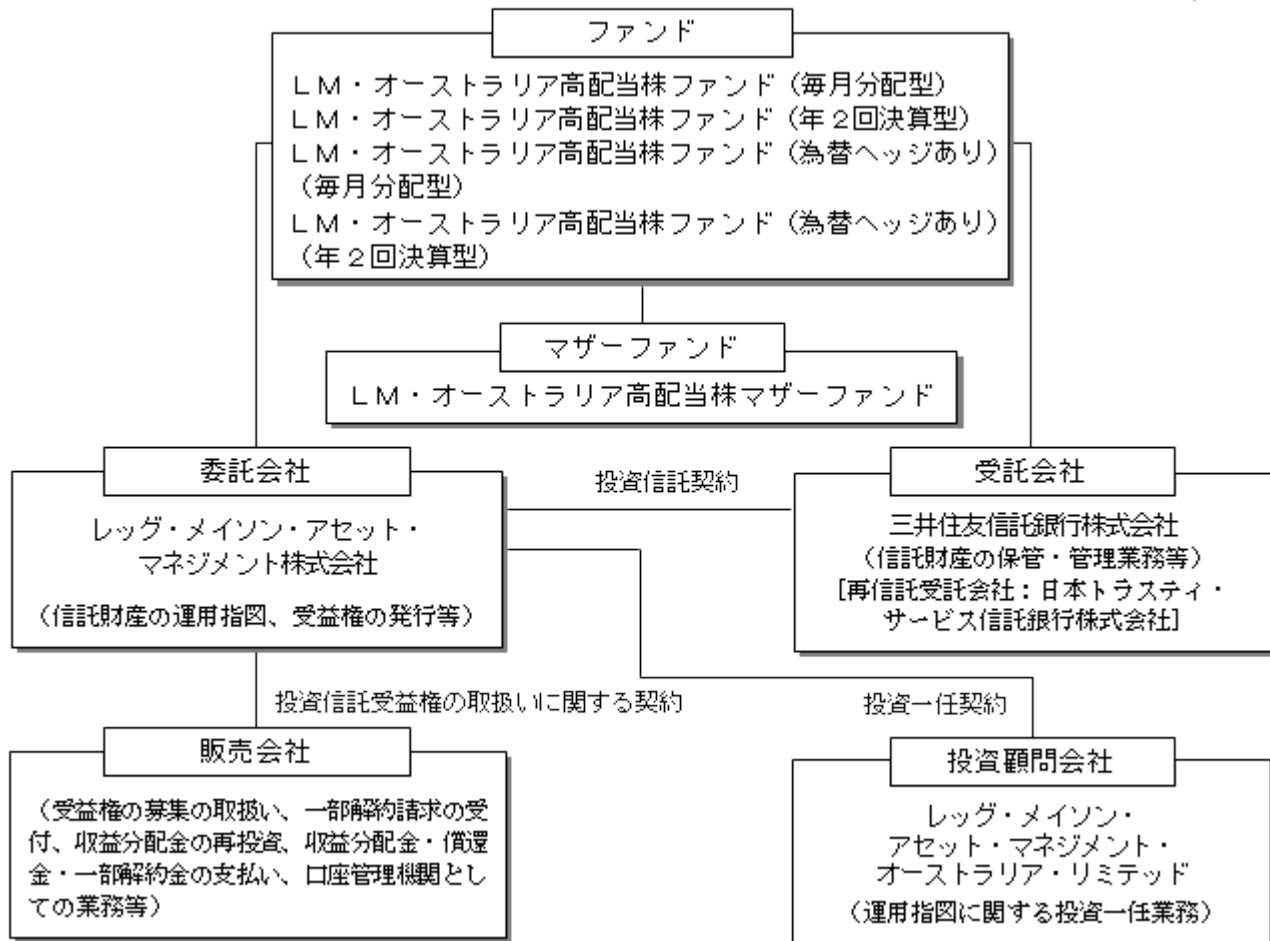 ファンド
ＬＭ・オーストラリア高配当株ファンド（毎月分配型）
ＬＭ・オーストラリア高配当株ファンド（年２回決算型）
ＬＭ・オーストラリア高配当株ファンド（為替ヘッジあり）
（毎月分配型）
ＬＭ・オーストラリア高配当株ファンド（為替ヘッジあり）
（年２回決算型）
マザーファンド
ＬＭ・オーストラリア高配当株マザーファンド
委託会社
レッグ・メイソン・アセット・
マネジメント株式会社
（信託財産の運用指図、受益権の発行等）
投資信託契約
受託会社
三井住友信託銀行株式会社
（信託財産の保管・管理業務等）
[再信託受託会社：日本トラスティ・
サービス信託銀行株式会社]
投資信託受益権の取扱いに関する契約
投資一任契約
販売会社
（受益権の募集の取扱い、一部解約請求の受
付、収益分配金の再投資、収益分配金・償還
金・一部解約金の支払い、口座管理機関とし
ての業務等）
投資顧問会社
レッグ・メイソン・
アセット・マネジメント・
オーストラリア・リミテッド
（運用指図に関する投資一任業務）